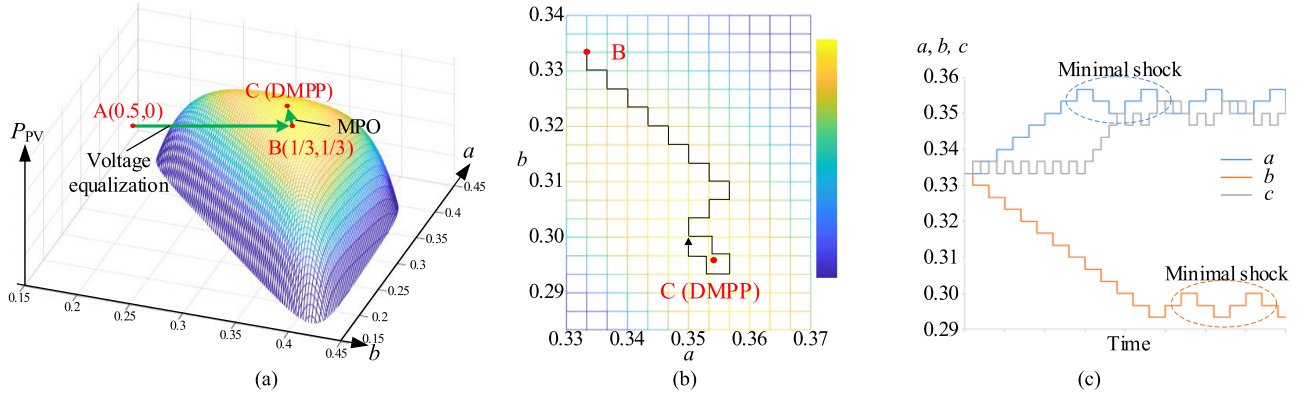 P_PV
A(0.5,0)
C (DMPP)
MPO
B(1/3,1/3)
Voltage
equalization
a
0.45
0.4
0.35
0.3
0.25
0.2
0.15
0.15
0.2
0.25
0.3
0.35
0.4
0.45
b
(a)
0.34
0.33
0.32
0.31
0.30
0.29
b
B
C (DMPP)
0.33 0.34 0.35 0.36 0.37
a
(b)
a, b, c
0.36
0.35
0.34
0.33
0.32
0.31
0.30
0.29
Minimal shock
a
b
c
Minimal shock
Time
(c)